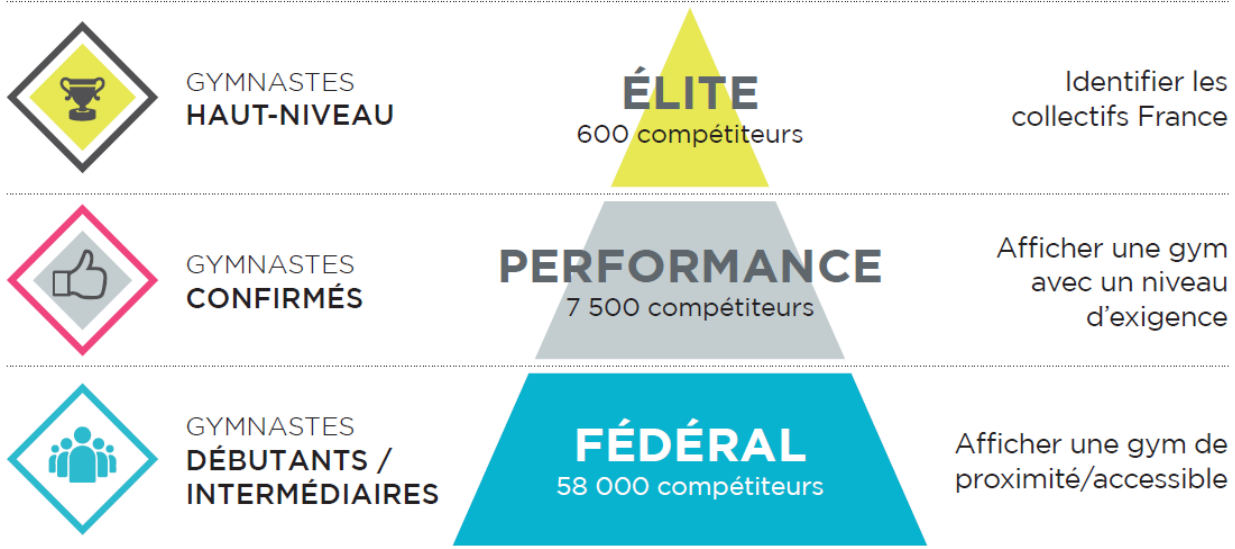 GYMNASTES
HAUT-NIVEAU
ÉLITE
600 compétiteurs
Identifier les
collectifs France
GYMNASTES
CONFIRMÉS
PERFORMANCE
7 500 compétiteurs
Afficher une gym
avec un niveau
d’exigence
GYMNASTES
DÉBUTANTS /
INTERMÉDIAIRES
FÉDÉRAL
58 000 compétiteurs
Afficher une gym de
proximité/accessible